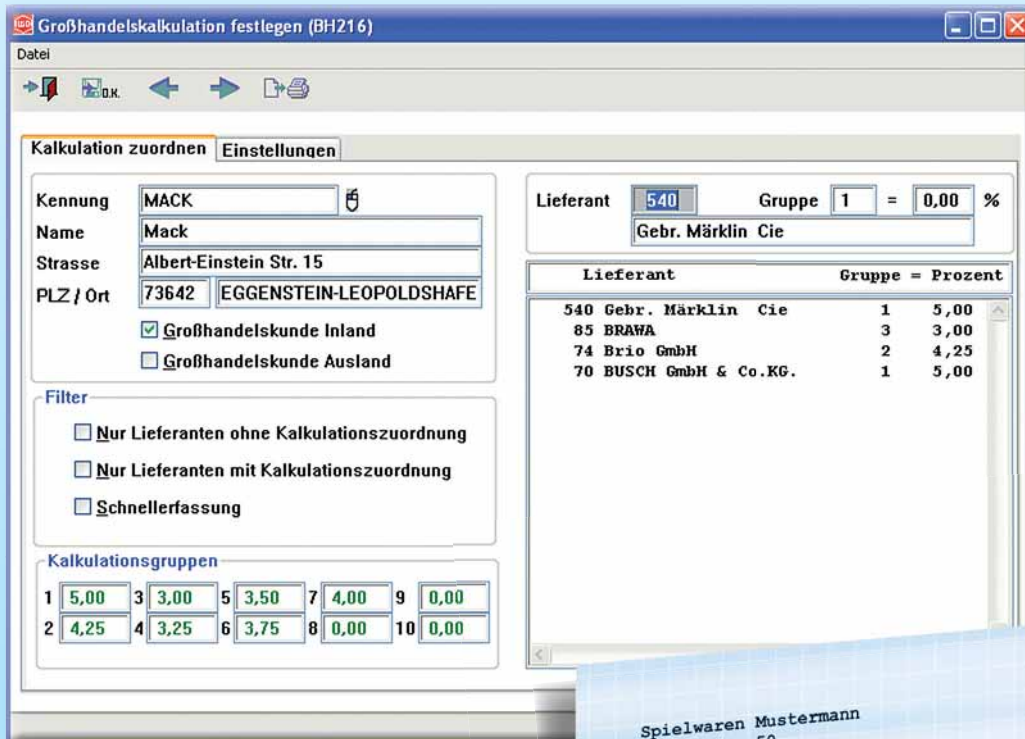 Großhandelskalkulation festlegen (BH216)
Datei
O.K.
Kalkulation zuordnen Einstellungen
Kennung MACK
Name Mack
Strasse Albert-Einstein Str. 15
PLZ / Ort 73642 EGGENSTEIN-LEOPOLDSHAFE
Großhandelskunde Inland
Großhandelskunde Ausland
Filter
Nur Lieferanten ohne Kalkulationszuordnung
Nur Lieferanten mit Kalkulationszuordnung
Schnellerfassung
Kalkulationsgruppen
1 5,00 3 3,00 5 3,50 7 4,00 9 0,00
2 4,25 4 3,25 6 3,75 8 0,00 10 0,00
Lieferant 540 Gruppe 1 = 0,00 %
Gebr. Märklin Cie
Lieferant Gruppe = Prozent
540 Gebr. Märklin Cie 1 5,00
85 BRAWA 3 3,00
74 Brio GmbH 2 4,25
70 BUSCH GmbH & Co.KG. 1 5,00
Spielwaren Mustermann